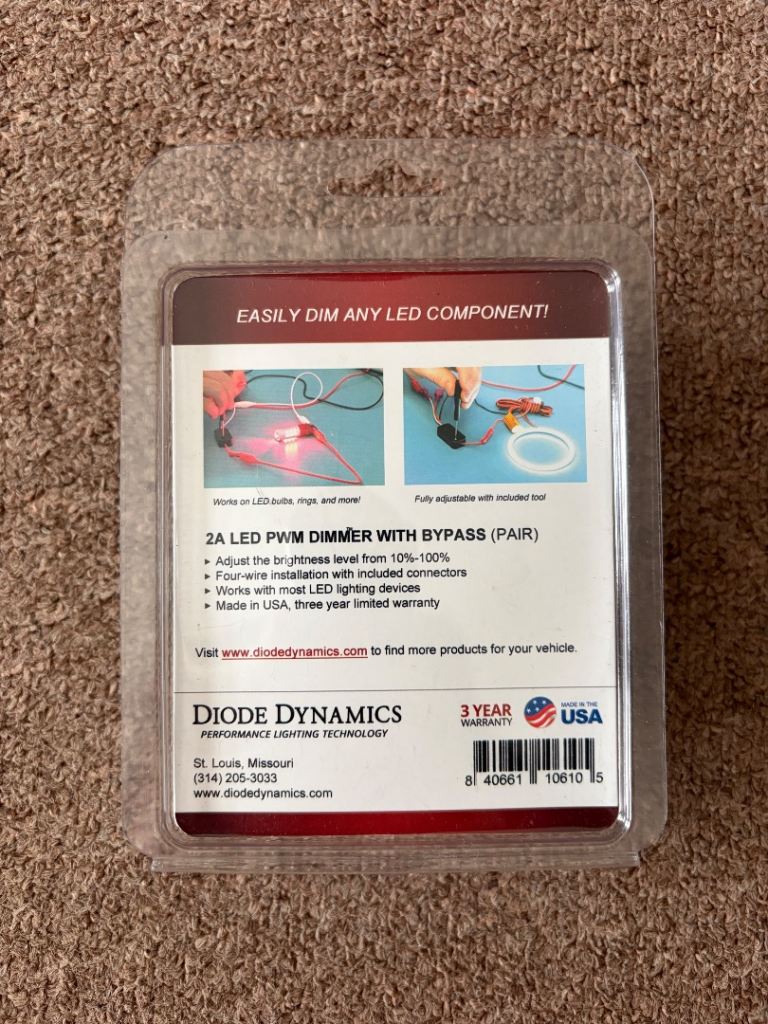 EASILY DIM ANY LED COMPONENT!
Works on LED bulbs, rings, and more!
Fully adjustable with included tool
2A LED PWM DIMMER WITH BYPASS (PAIR)
▸ Adjust the brightness level from 10%-100%
▸ Four-wire installation with included connectors
▸ Works with most LED lighting devices
▸ Made in USA, three year limited warranty
Visit www.diodedynamics.com to find more products for your vehicle.
DIODE DYNAMICS
PERFORMANCE LIGHTING TECHNOLOGY
3 YEAR
WARRANTY
MADE IN THE
USA
St. Louis, Missouri
(314) 205-3033
www.diodedynamics.com
8 40661 10610 5